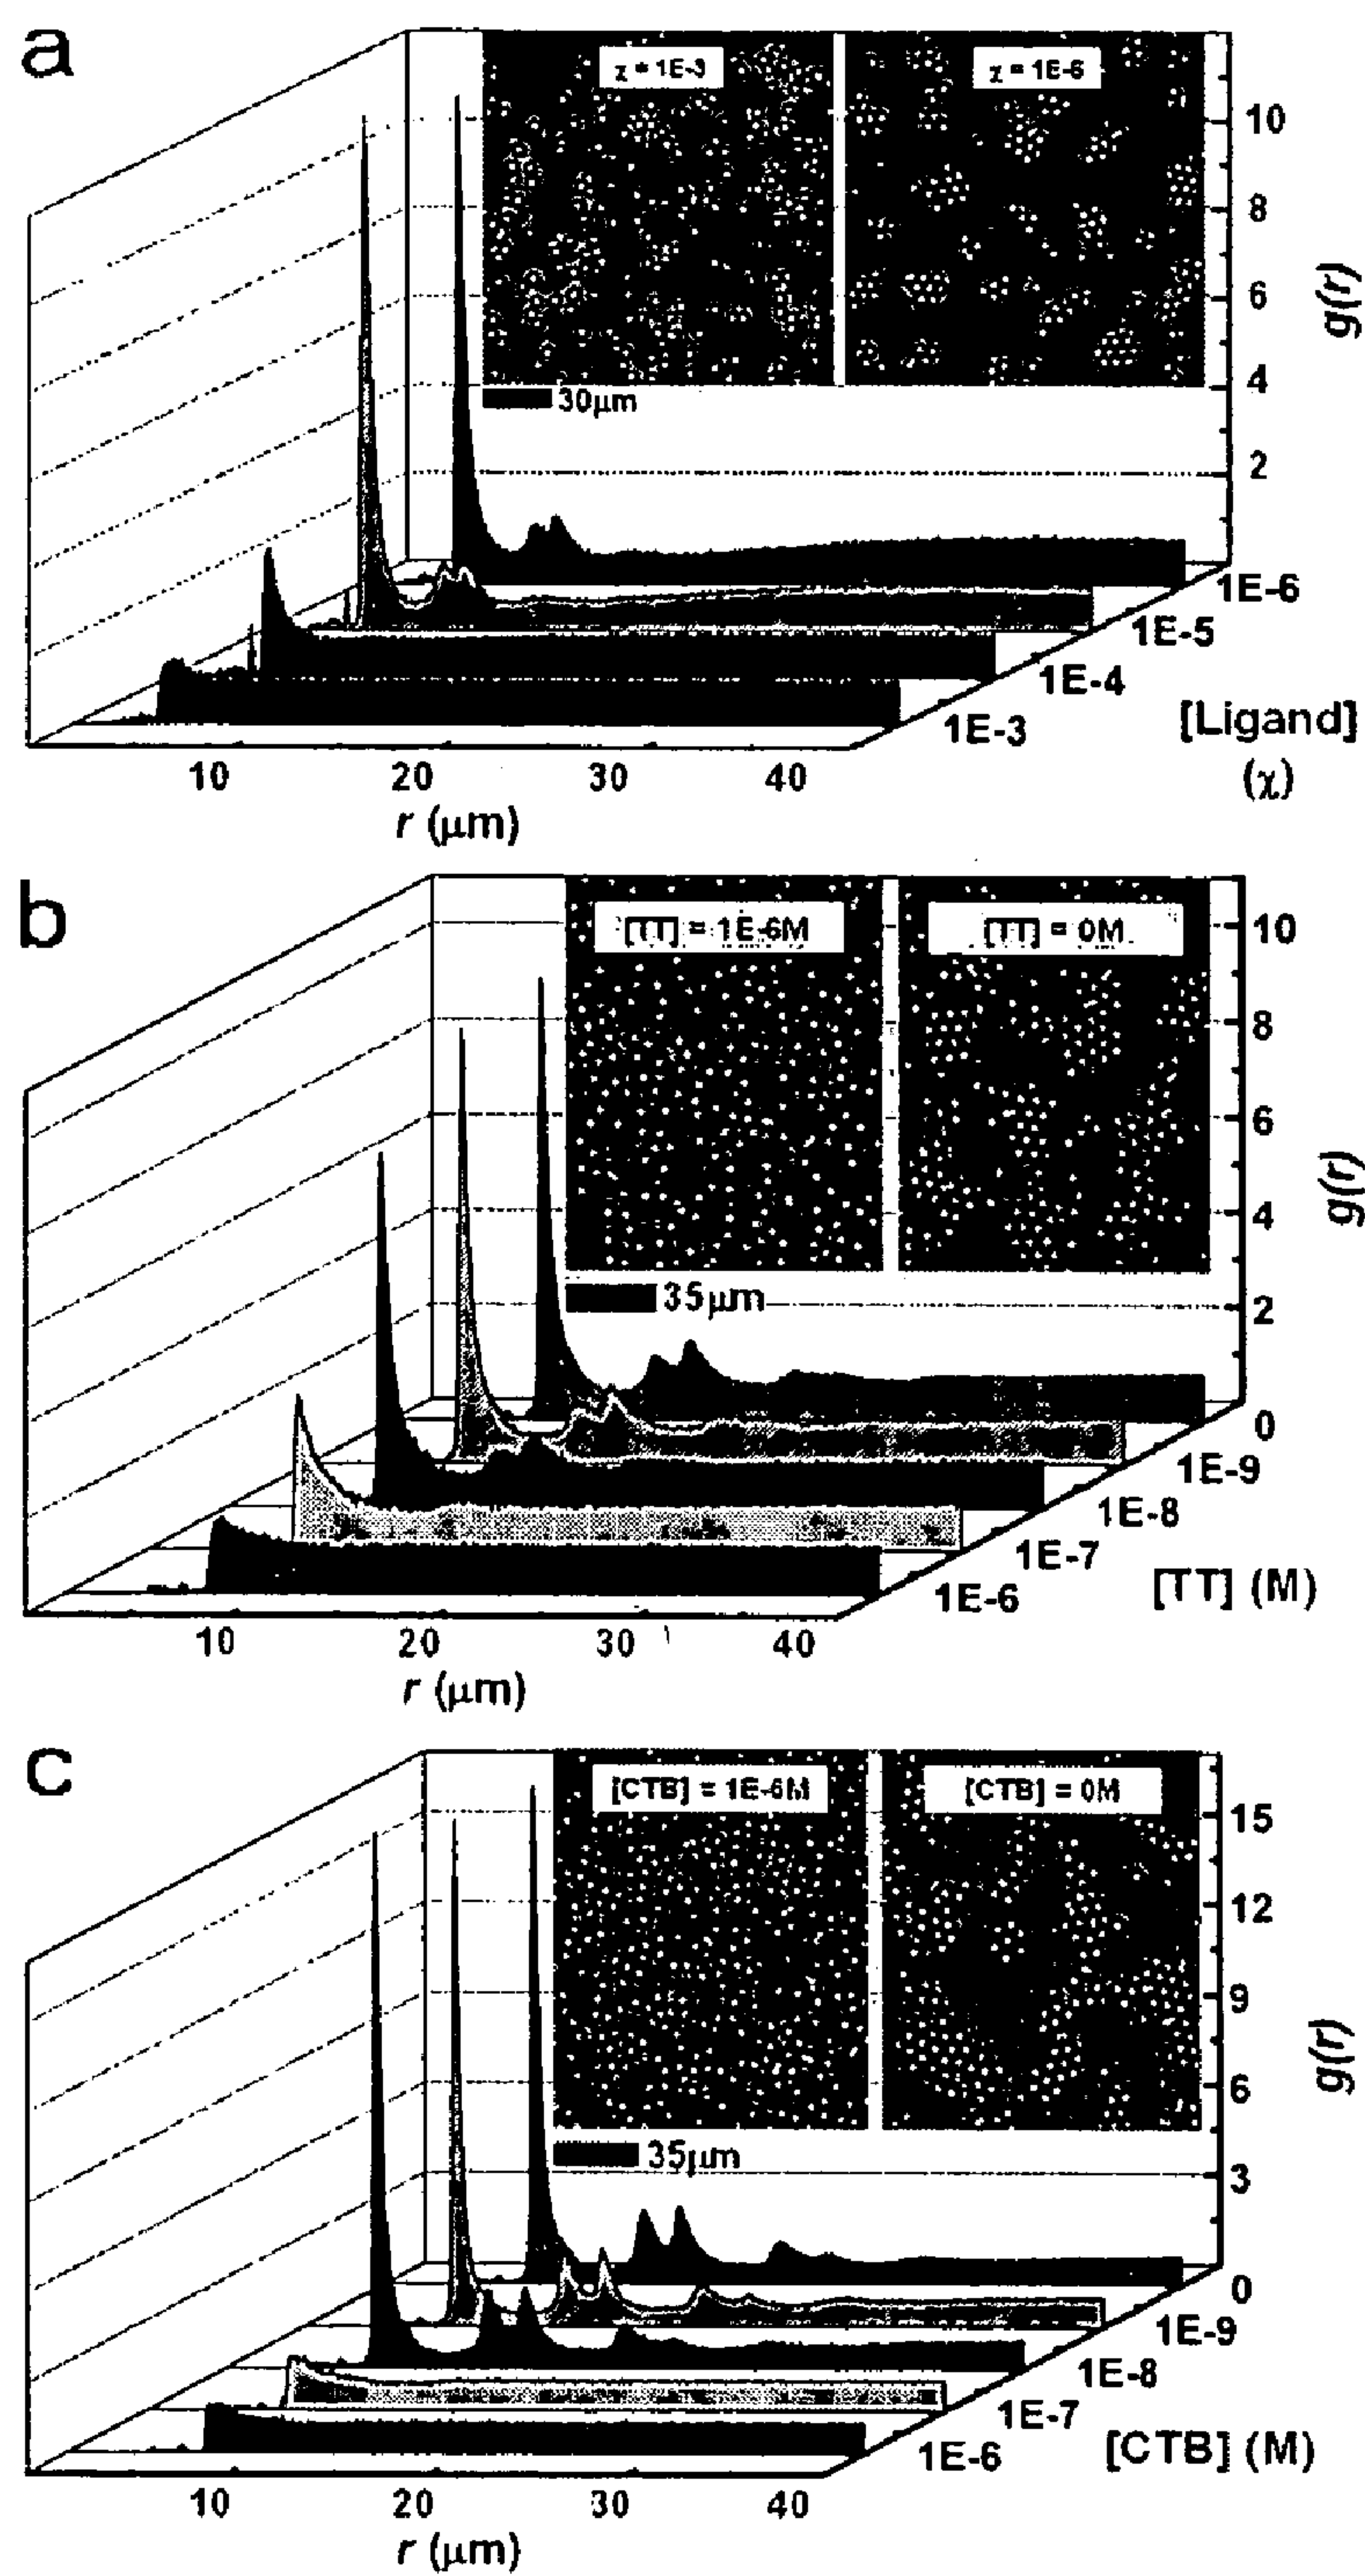 a
χ = 1E-3
χ = 1E-6
10
8
6
4
2
g(r)
30μm
1E-6
1E-5
1E-4
1E-3
[Ligand]
(χ)
10 20 30 40
r (μm)
b
[TT] = 1E-6M
[TT] = 0M
10
8
6
4
2
g(r)
35μm
0
1E-9
1E-8
1E-7
1E-6
[TT] (M)
10 20 30 40
r (μm)
c
[CTB] = 1E-6M
[CTB] = 0M
15
12
9
6
3
g(r)
35μm
0
1E-9
1E-8
1E-7
1E-6
[CTB] (M)
10 20 30 40
r (μm)